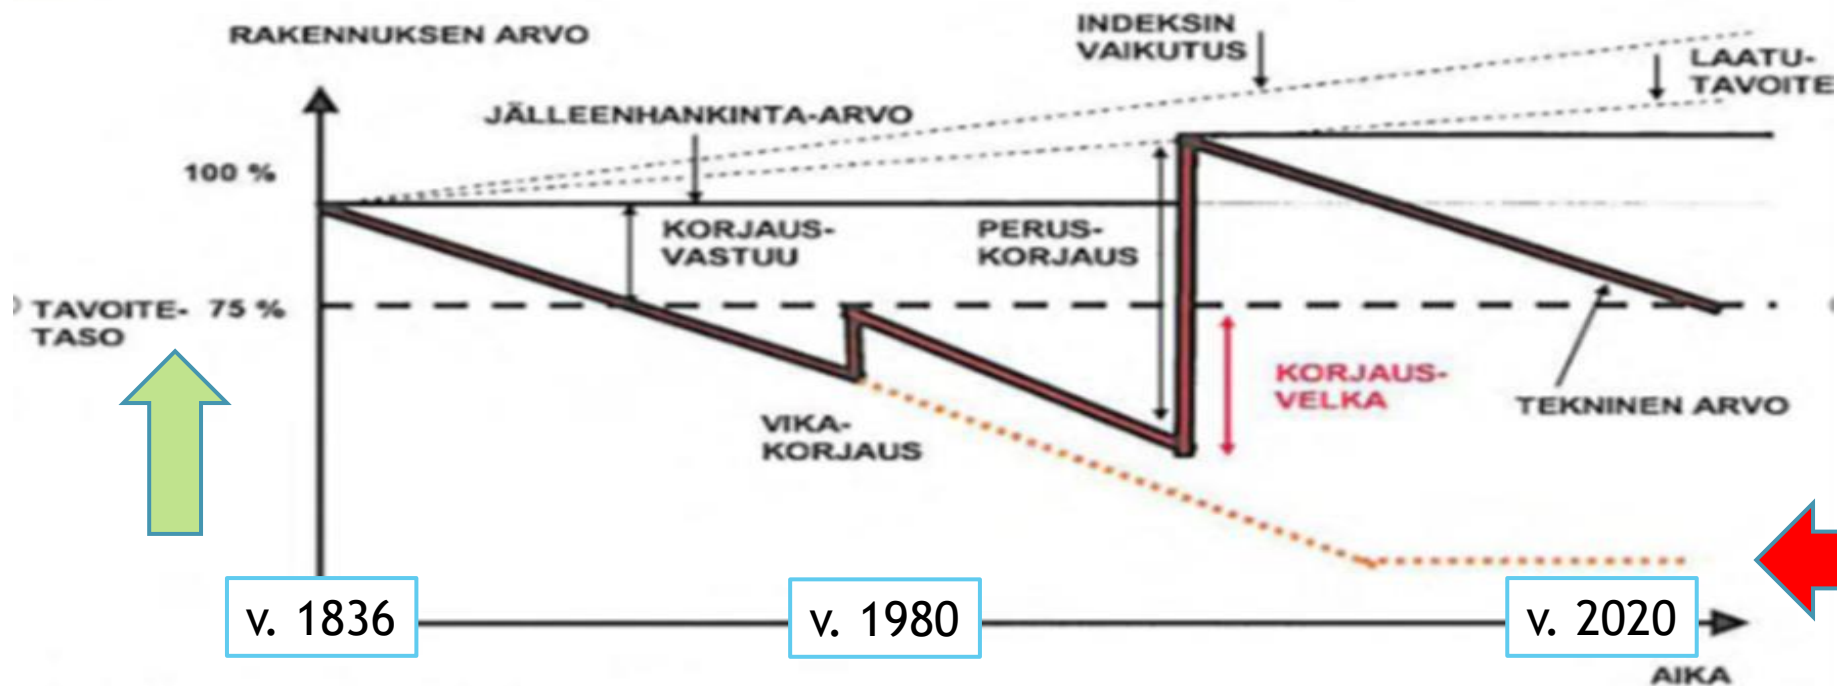 RAKENNUKSEN ARVO
INDEKSIN
VAIKUTUS
LAATU-
TAVOITE
JÄLLEENHANKINTA-ARVO
100 %
KORJAUS-
VASTUU
PERUS-
KORJAUS
TAVOITE- 75 %
TASO
KORJAUS-
VELKA
TEKNINEN ARVO
VIKA-
KORJAUS
v. 1836
v. 1980
v. 2020
AIKA